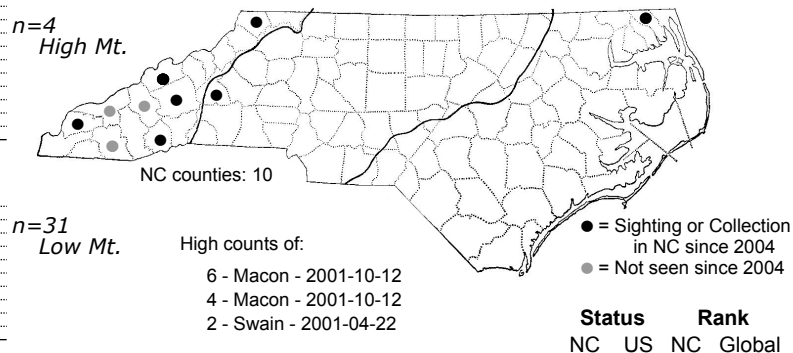 n=4
High Mt.
NC counties: 10
n=31
Low Mt.
High counts of:
6 - Macon - 2001-10-12
4 - Macon - 2001-10-12
2 - Swain - 2001-04-22
● = Sighting or Collection
in NC since 2004
● = Not seen since 2004
Status Rank
NC US NC Global